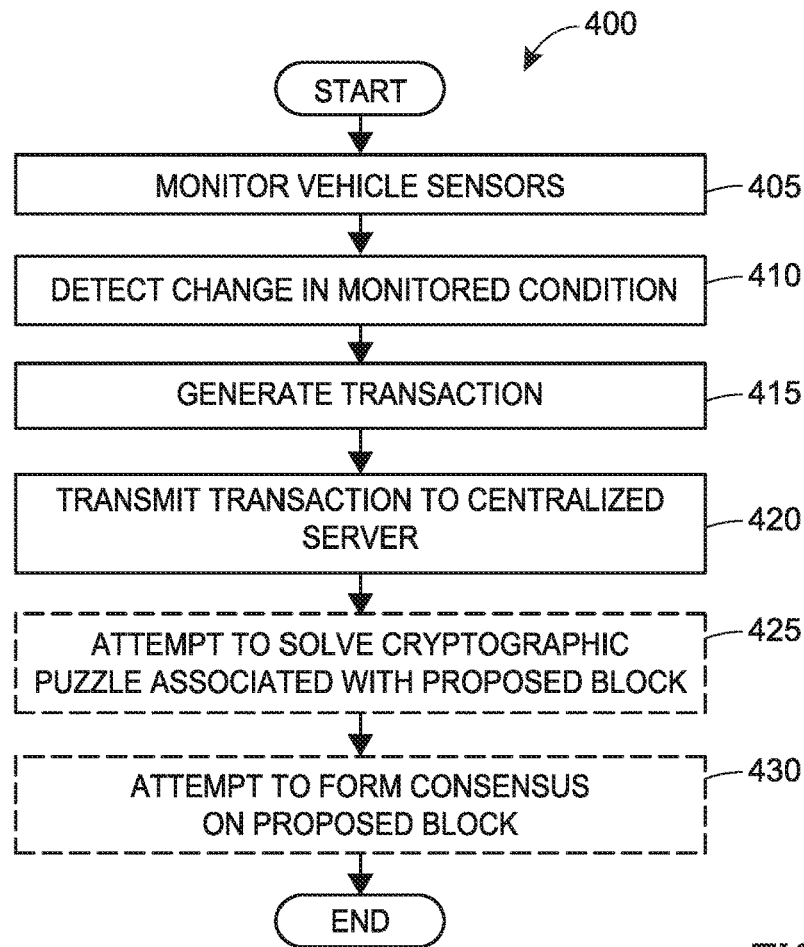 400
START
MONITOR VEHICLE SENSORS
405
DETECT CHANGE IN MONITORED CONDITION
410
GENERATE TRANSACTION
415
TRANSMIT TRANSACTION TO CENTRALIZED
SERVER
420
ATTEMPT TO SOLVE CRYPTOGRAPHIC
PUZZLE ASSOCIATED WITH PROPOSED BLOCK
425
ATTEMPT TO FORM CONSENSUS
ON PROPOSED BLOCK
430
END